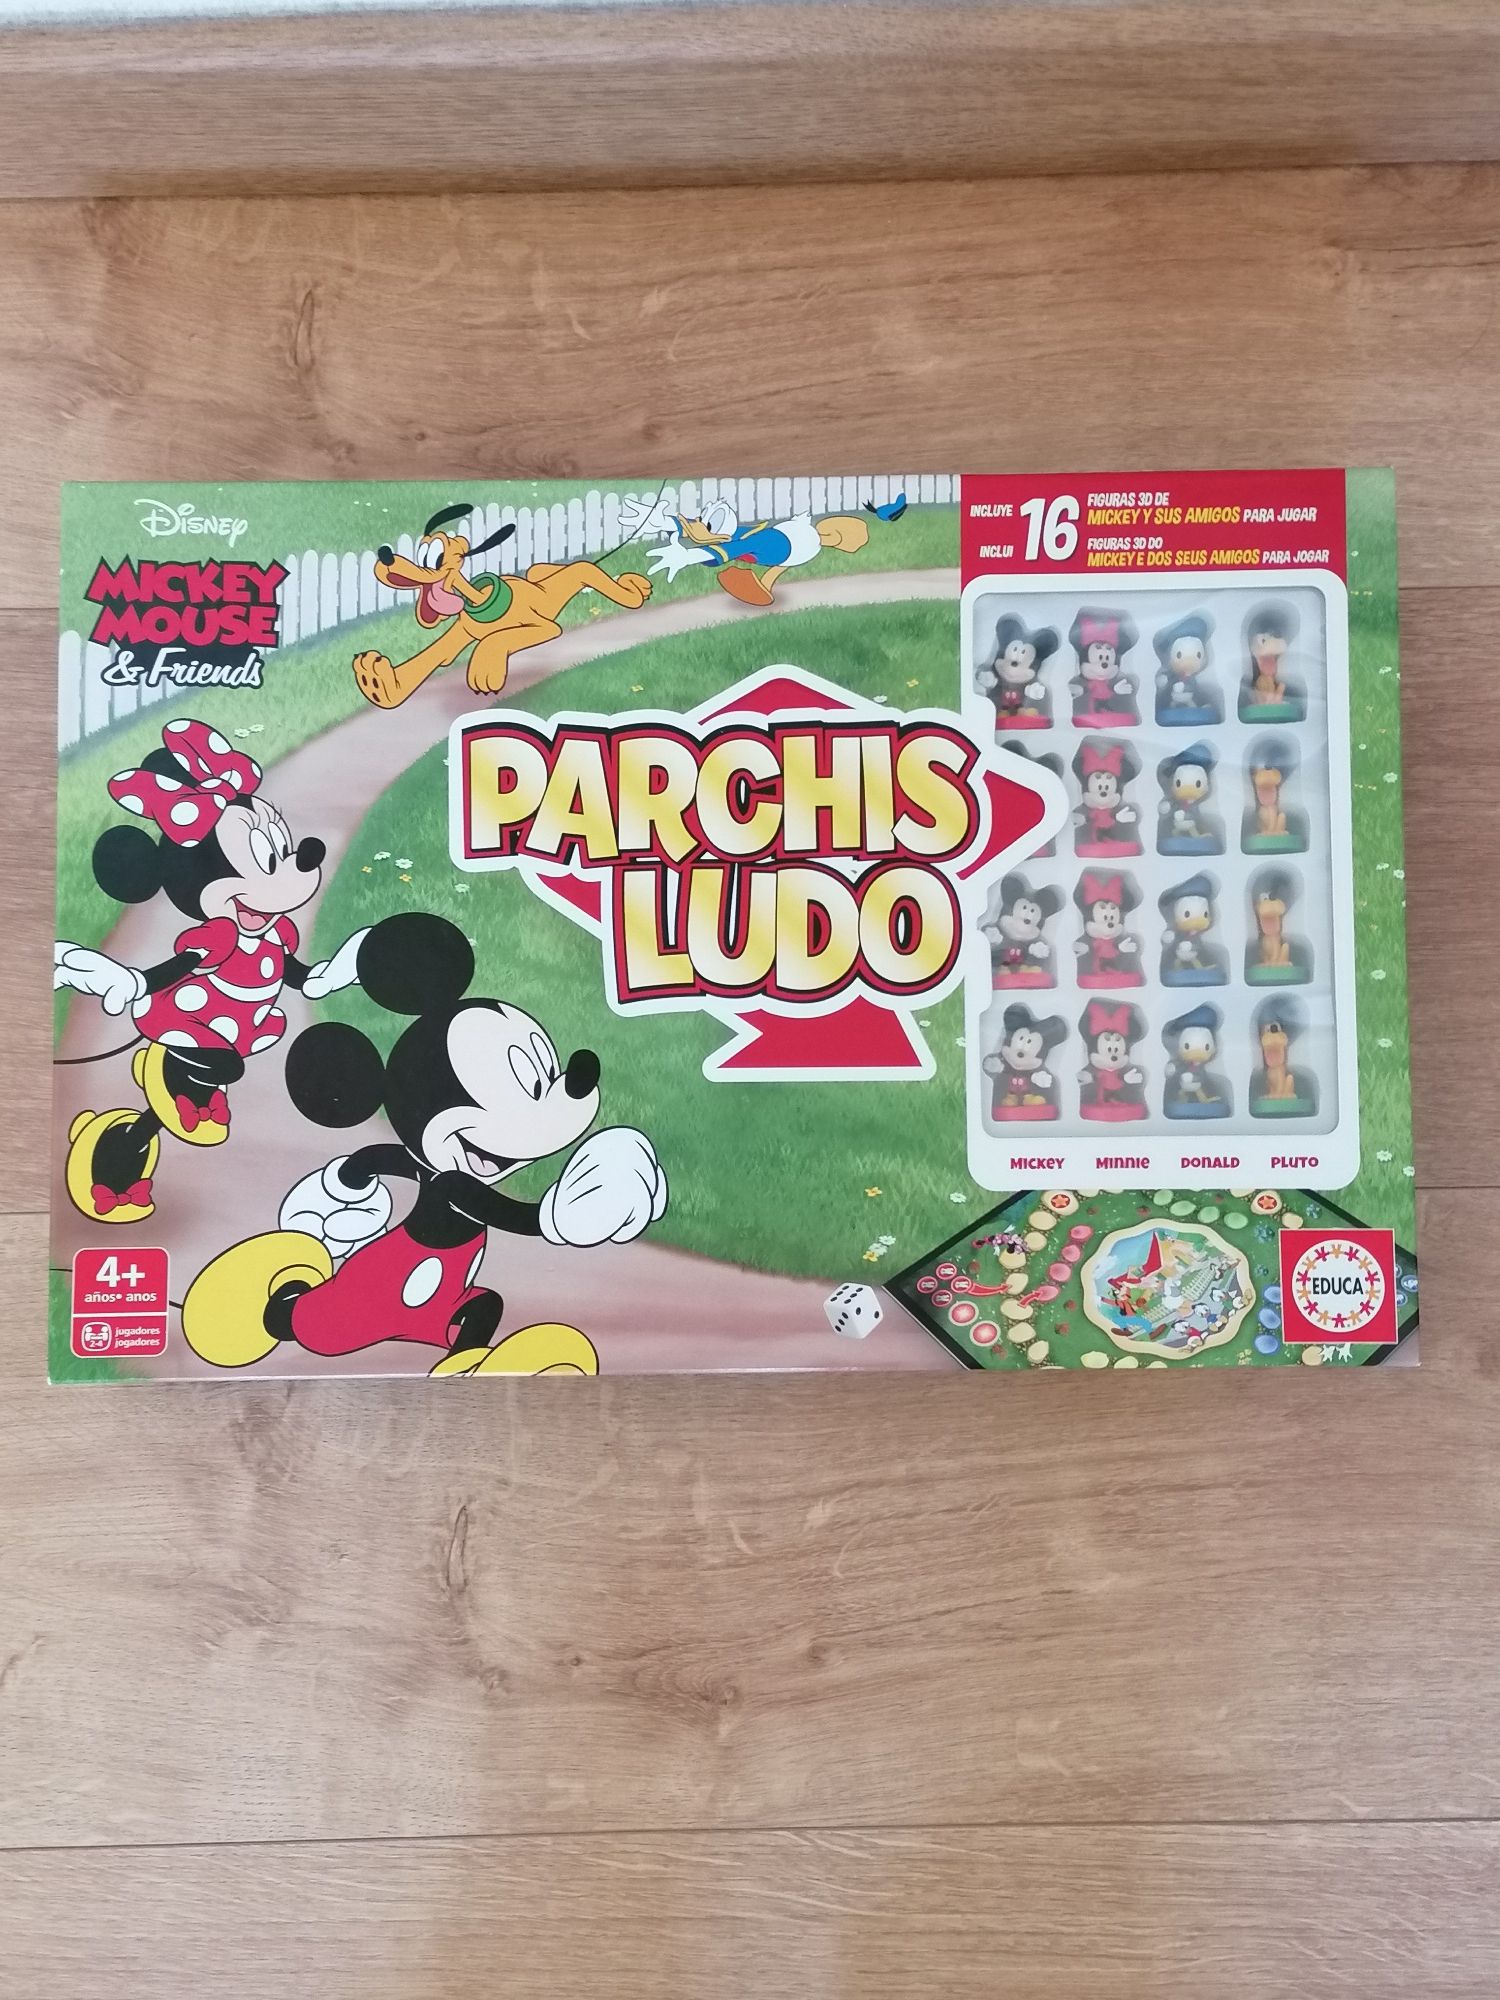 Disney
MICKEY
MOUSE
& Friends
INCLUYE
INCLUI
16
FIGURAS 3D DE
MICKEY Y SUS AMIGOS PARA JUGAR
FIGURAS 3D DO
MICKEY E DOS SEUS AMIGOS PARA JOGAR
PARCHIS
LUDO
MICKEY MINNIE DONALD PLUTO
4+
años • anos
2-4
jugadores
jogadores
EDUCA